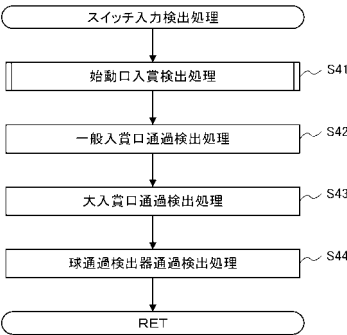 スイッチ入力検出処理
始動口入賞検出処理
S41
一般入賞口通過検出処理
S42
大入賞口通過検出処理
S43
球通過検出器通過検出処理
S44
RET